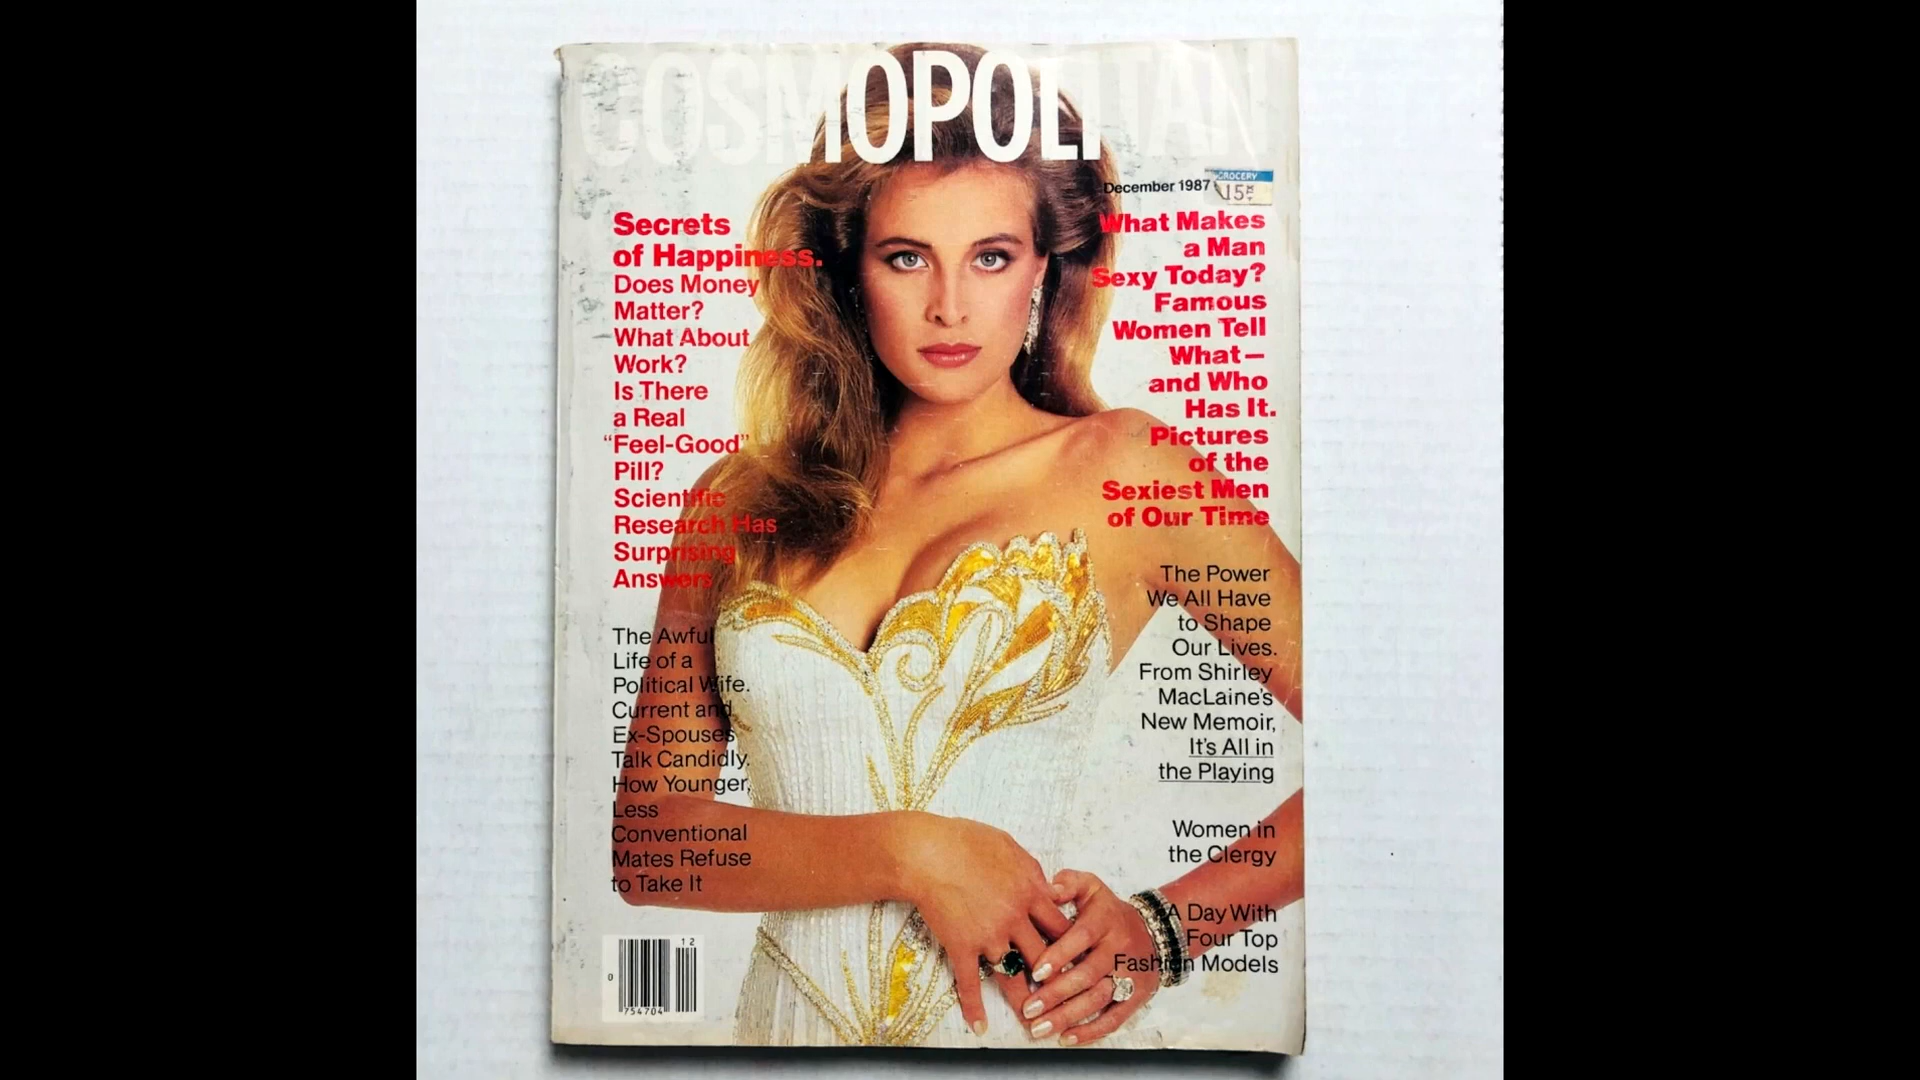 COSMOPOLITAN
December 1987
GROCERY
15
Secrets
of Happiness.
Does Money
Matter?
What About
Work?
Is There
a Real
“Feel-Good”
Pill?
Scientific
Research Has
Surprising
Answers
The Awful
Life of a
Political Wife.
Current and
Ex-Spouses
Talk Candidly.
How Younger,
Less
Conventional
Mates Refuse
to Take It
What Makes
a Man
Sexy Today?
Famous
Women Tell
What—
and Who
Has It.
Pictures
of the
Sexiest Men
of Our Time
The Power
We All Have
to Shape
Our Lives.
From Shirley
MacLaine's
New Memoir,
It's All in
the Playing
Women in
the Clergy
A Day With
Four Top
Fashion Models
12
0
754704